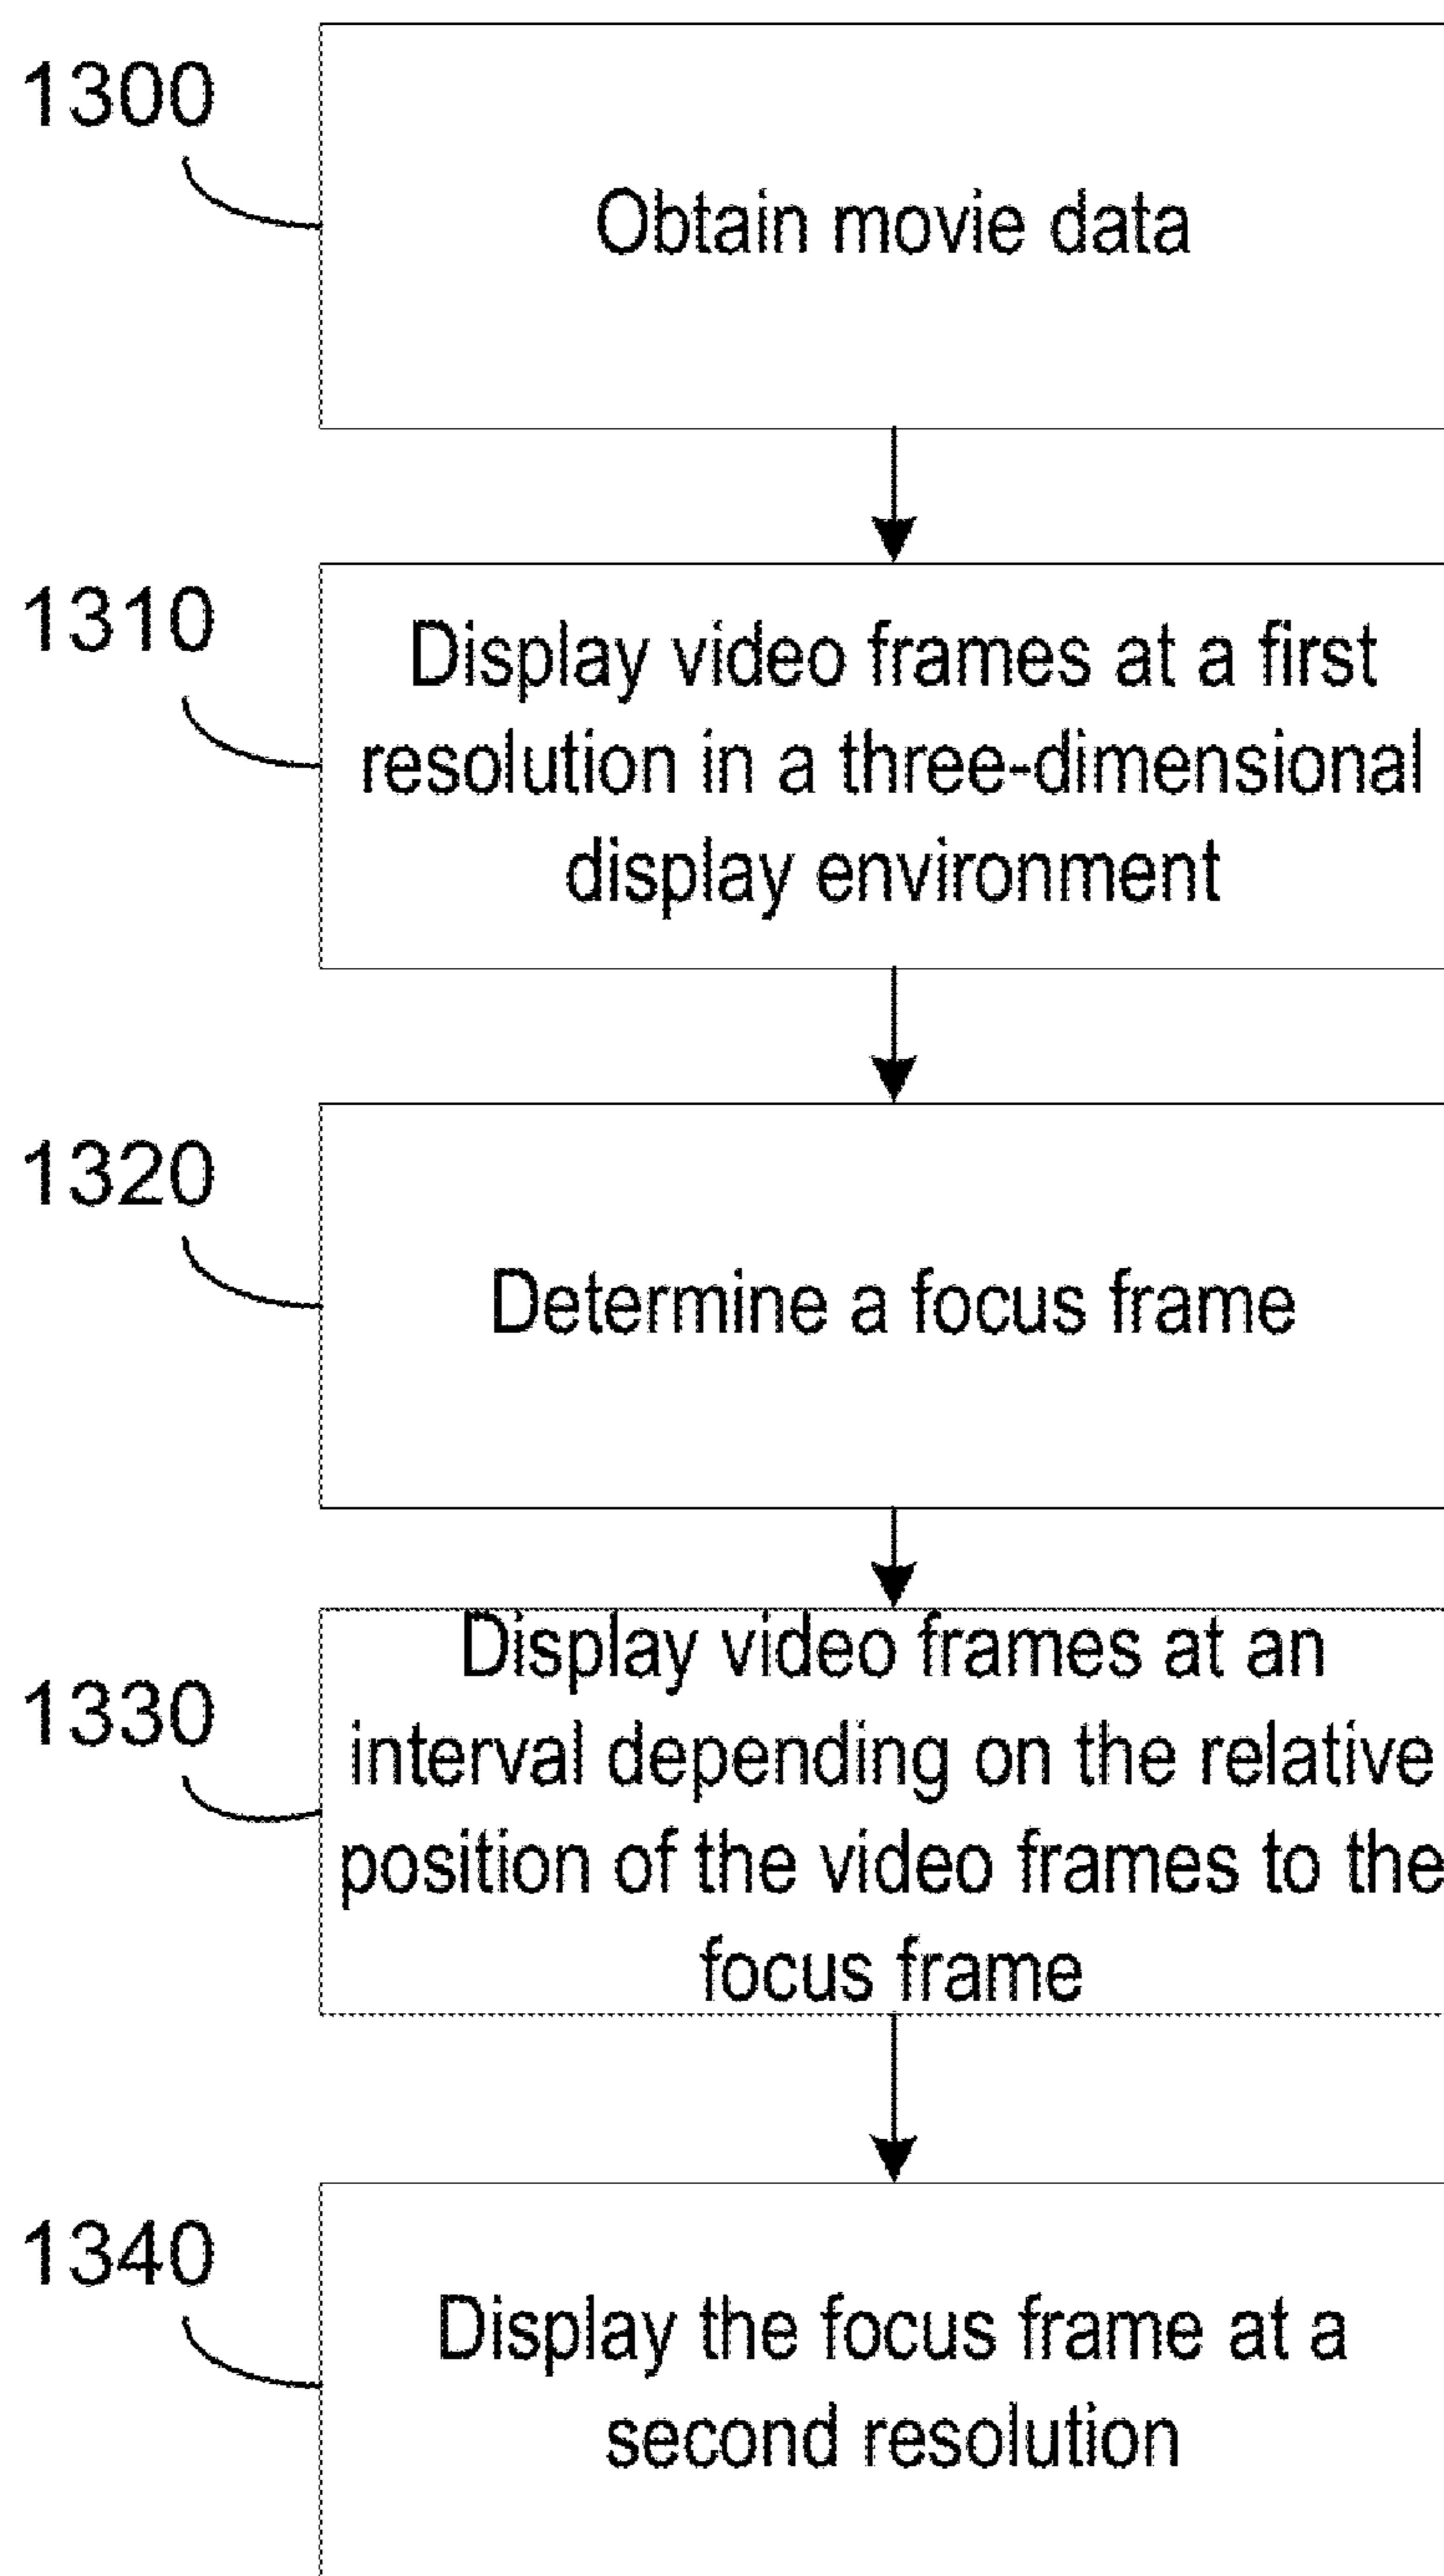 1300
Obtain movie data
1310
Display video frames at a first
resolution in a three-dimensional
display environment
1320
Determine a focus frame
1330
Display video frames at an
interval depending on the relative
position of the video frames to the
focus frame
1340
Display the focus frame at a
second resolution